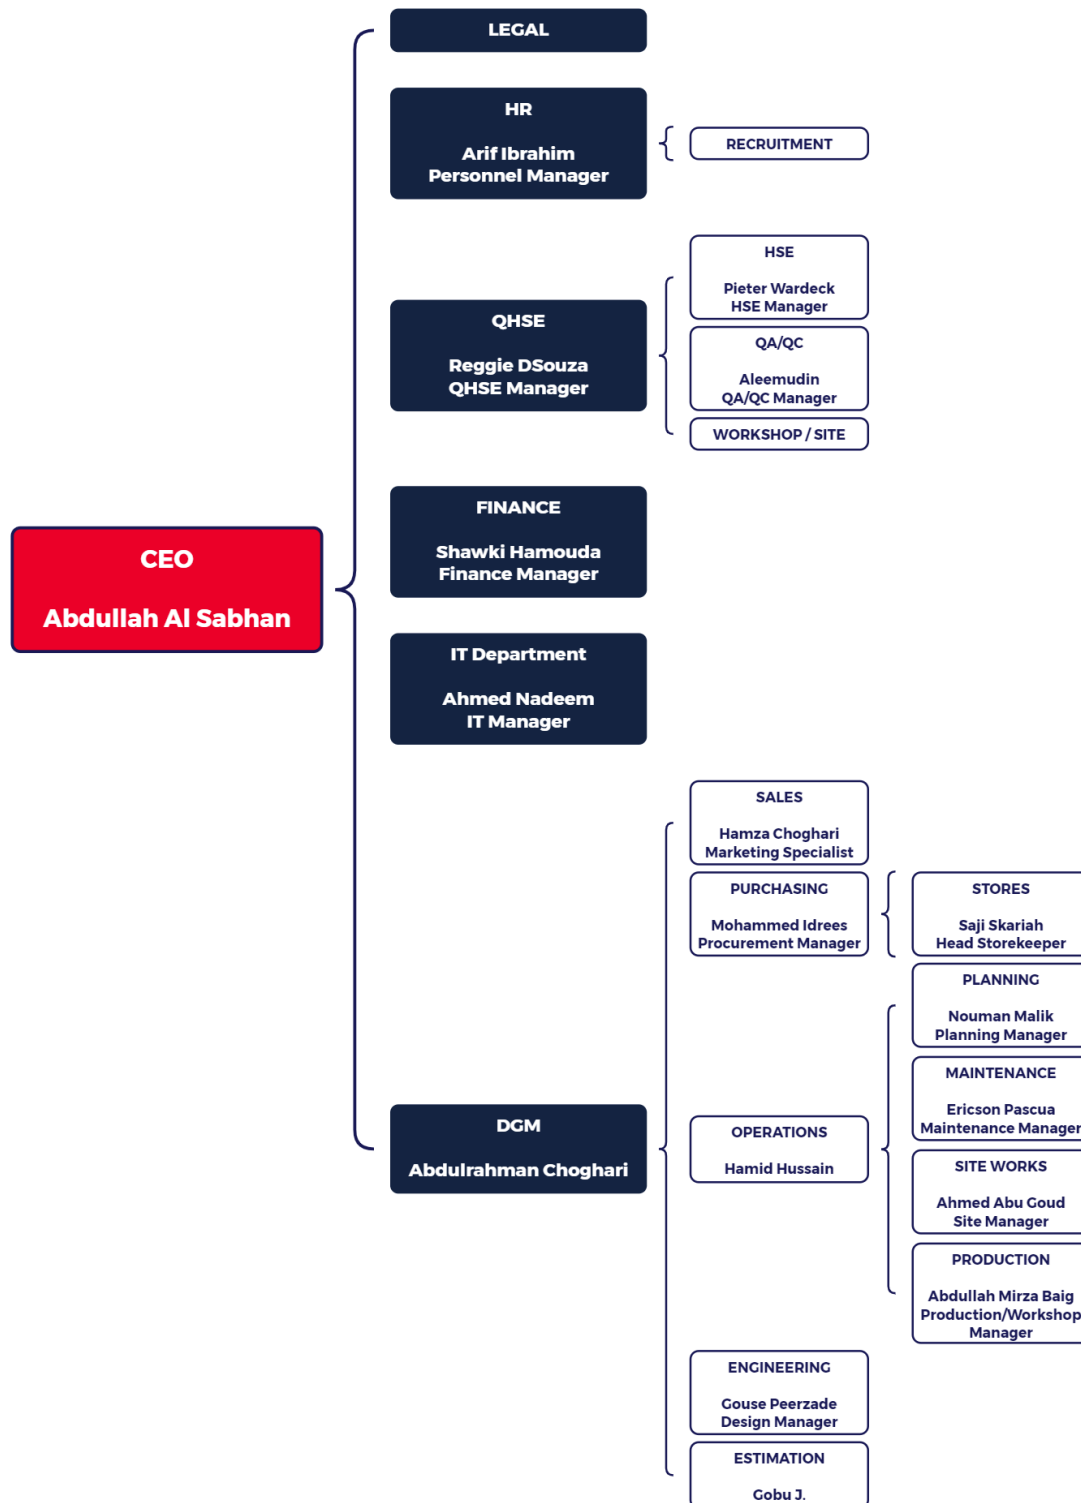 LEGAL
HR
Arif Ibrahim
Personnel Manager
RECRUITMENT
QHSE
Reggie DSouza
QHSE Manager
HSE
Pieter Wardeck
HSE Manager
QA/QC
Aleemudin
QA/QC Manager
WORKSHOP / SITE
FINANCE
Shawki Hamouda
Finance Manager
CEO
Abdullah Al Sabhan
IT Department
Ahmed Nadeem
IT Manager
DGM
Abdulrahman Choghari
SALES
Hamza Choghari
Marketing Specialist
PURCHASING
Mohammed Idrees
Procurement Manager
STORES
Saji Skariah
Head Storekeeper
OPERATIONS
Hamid Hussain
PLANNING
Nouman Malik
Planning Manager
MAINTENANCE
Ericson Pascua
Maintenance Manager
SITE WORKS
Ahmed Abu Goud
Site Manager
PRODUCTION
Abdullah Mirza Baig
Production/Workshop
Manager
ENGINEERING
Gouse Peerzade
Design Manager
ESTIMATION
Gobu J.